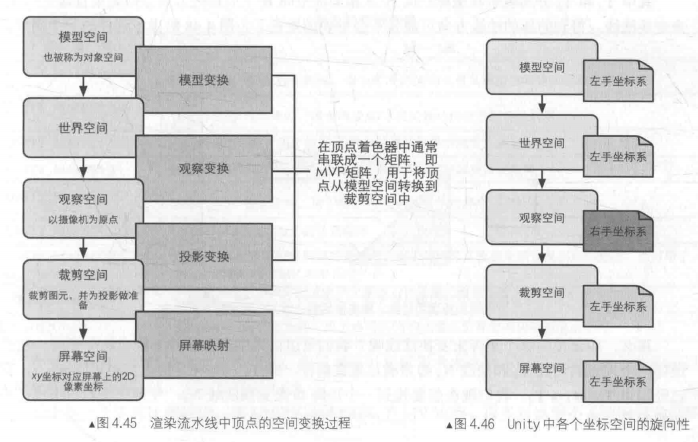 模型空间
也被称为对象空间
模型变换
世界空间
观察变换
在顶点着色器中通常
串联成一个矩阵，即
MVP矩阵，用于将顶
点从模型空间转换到
裁剪空间中
观察空间
以摄像机为原点
投影变换
裁剪空间
裁剪图元，并为投影做准
备
屏幕映射
屏幕空间
xy坐标对应屏幕上的2D
像素坐标
▲图 4.45 渲染流水线中顶点的空间变换过程
模型空间
左手坐标系
世界空间
左手坐标系
观察空间
右手坐标系
裁剪空间
左手坐标系
屏幕空间
左手坐标系
▲图 4.46 Unity 中各个坐标空间的旋向性